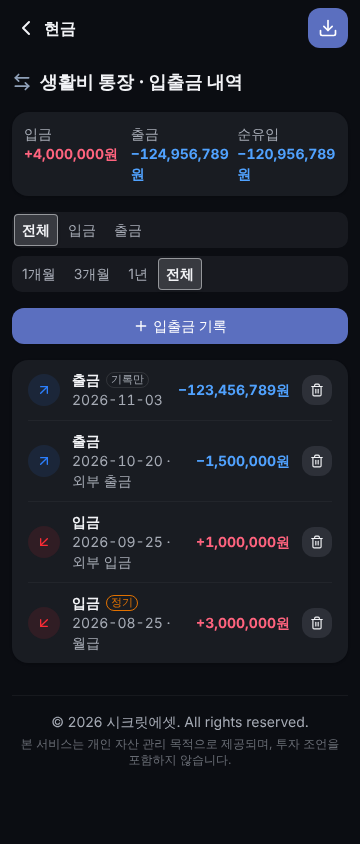 현금
생활비 통장 · 입출금 내역
입금 출금 순유입
+4,000,000원 −124,956,789원 −120,956,789원
전체 입금 출금
1개월 3개월 1년 전체
+ 입출금 기록
출금 기록만
2026-11-03
−123,456,789원
출금
2026-10-20 ·
외부 출금
−1,500,000원
입금
2026-09-25 ·
외부 입금
+1,000,000원
입금 정기
2026-08-25 ·
월급
+3,000,000원
© 2026 시크릿에셋. All rights reserved.
본 서비스는 개인 자산 관리 목적으로 제공되며, 투자 조언을
포함하지 않습니다.